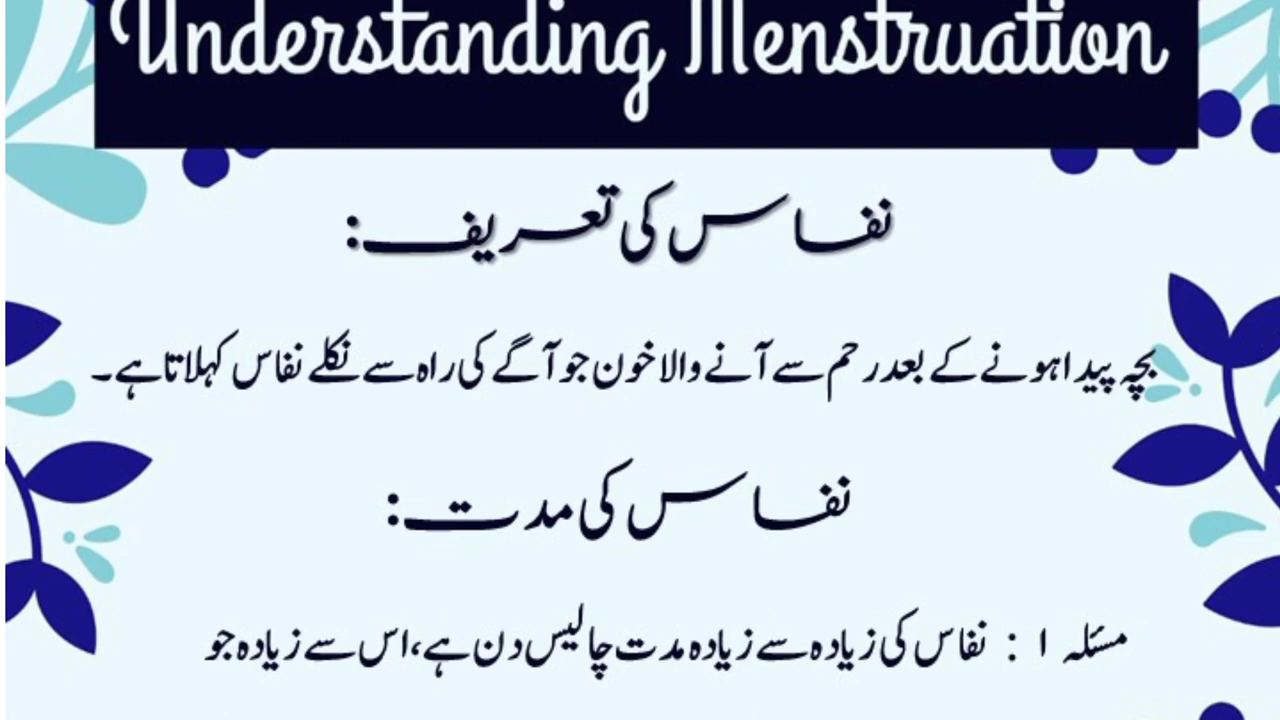 Understanding Menstruation
نفاس کی تعریف:
بچہ پیدا ہونے کے بعد رحم سے آنے والا خون جو آگے کی راہ سے نکلے نفاس کہلاتا ہے۔
نفاس کی مدت:
مسئلہ ۱ : نفاس کی زیادہ سے زیادہ مدت چالیس دن ہے، اس سے زیادہ جو